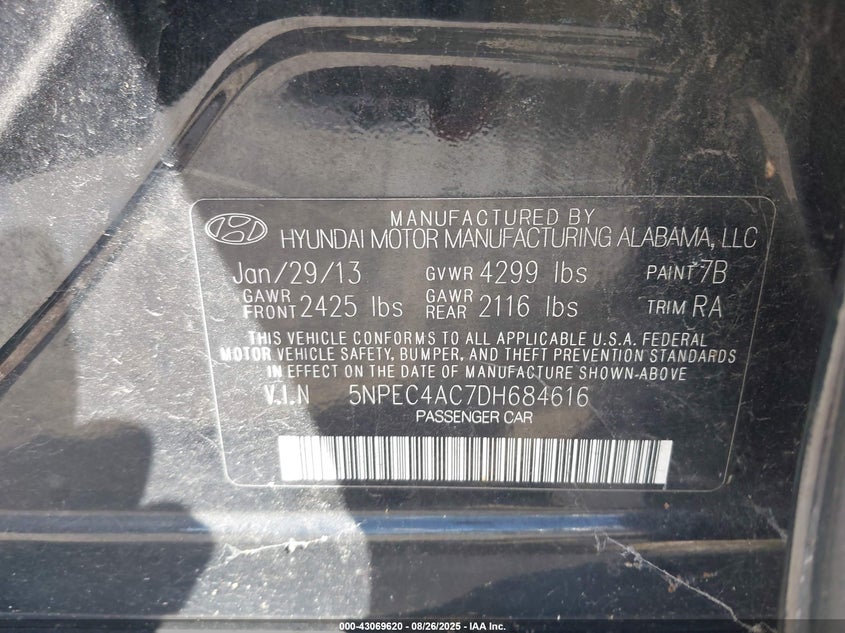 MANUFACTURED BY
HYUNDAI MOTOR MANUFACTURING ALABAMA, LLC
Jan/29/13 GVWR 4299 lbs PAINT 7B
GAWR FRONT 2425 lbs GAWR REAR 2116 lbs TRIM RA
THIS VEHICLE CONFORMS TO ALL APPLICABLE U.S.A. FEDERAL
MOTOR VEHICLE SAFETY, BUMPER, AND THEFT PREVENTION STANDARDS
IN EFFECT ON THE DATE OF MANUFACTURE SHOWN-ABOVE
V.I.N 5NPEC4AC7DH684616
PASSENGER CAR
000-43069620 - 08/26/2025 - IAA Inc.